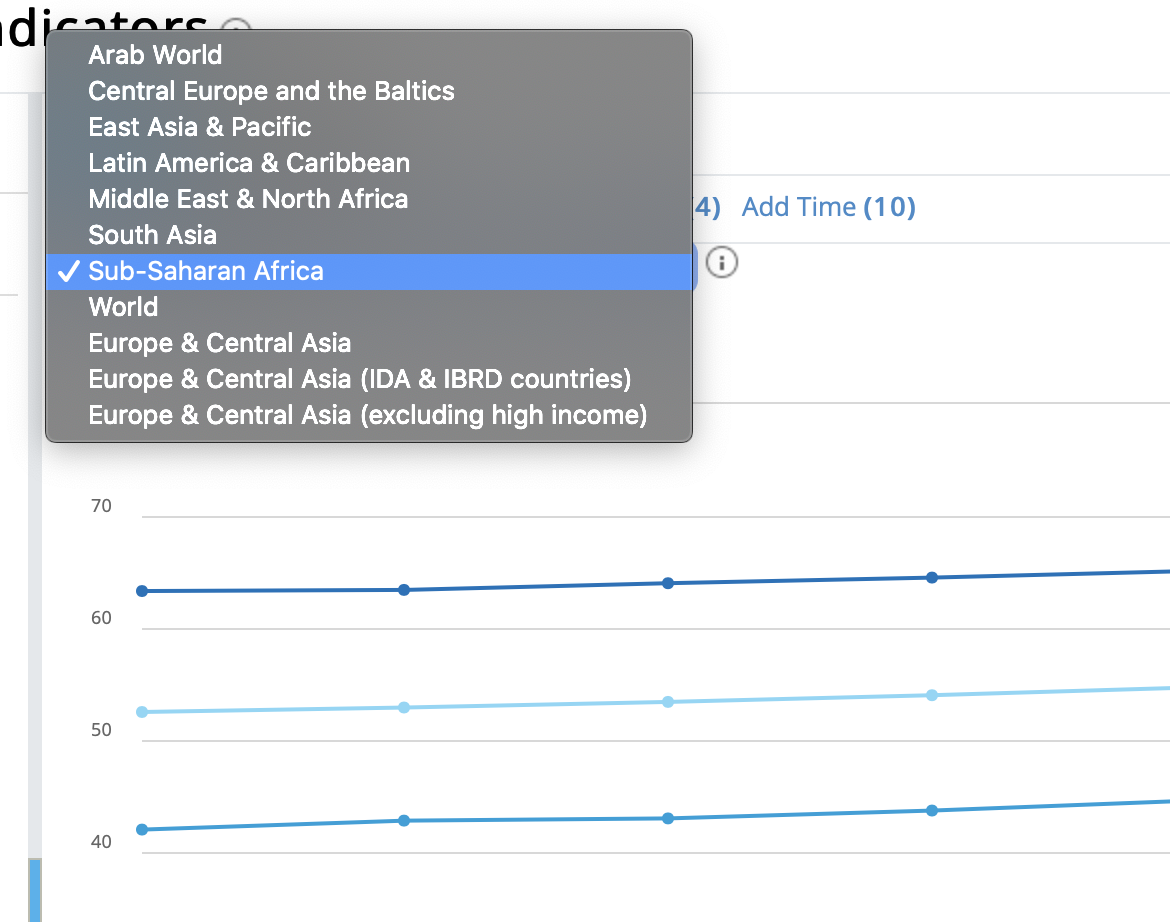 ndicators
Arab World
Central Europe and the Baltics
East Asia & Pacific
Latin America & Caribbean
Middle East & North Africa
South Asia
4) Add Time (10)
✓ Sub-Saharan Africa
World
Europe & Central Asia
Europe & Central Asia (IDA & IBRD countries)
Europe & Central Asia (excluding high income)
70
60
50
40